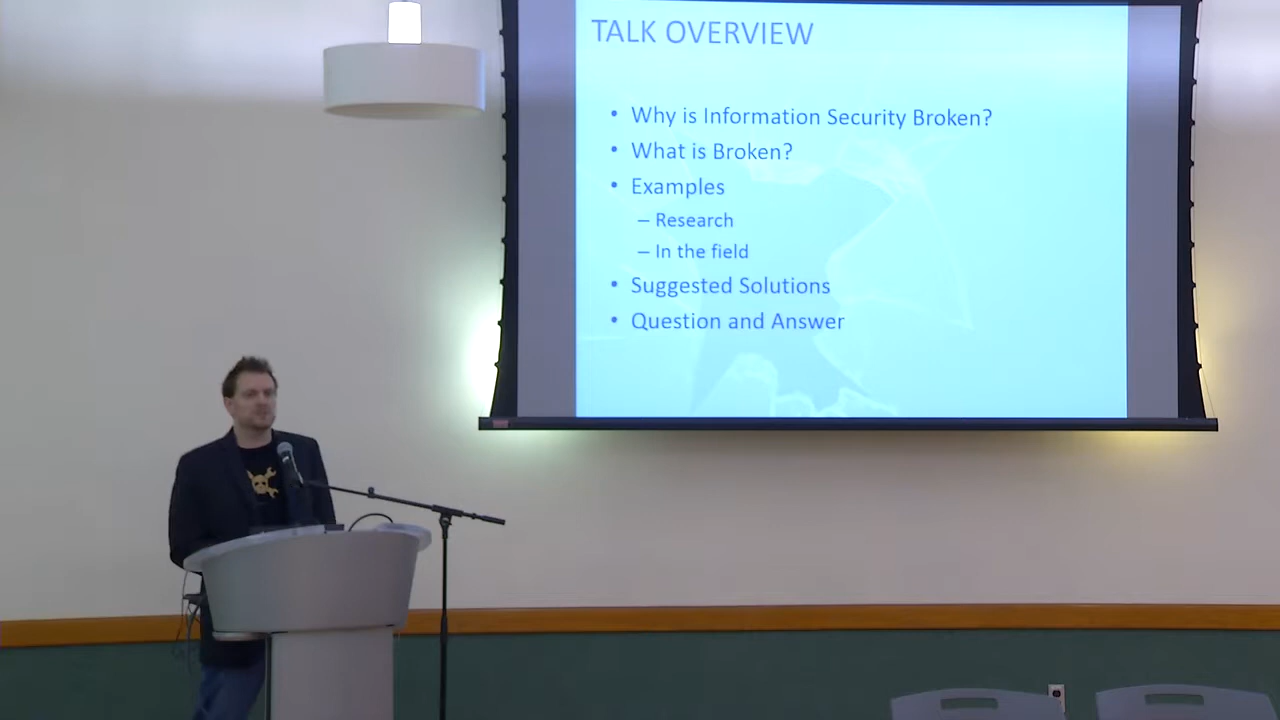 TALK OVERVIEW
• Why is Information Security Broken?
• What is Broken?
• Examples
– Research
– In the field
• Suggested Solutions
• Question and Answer